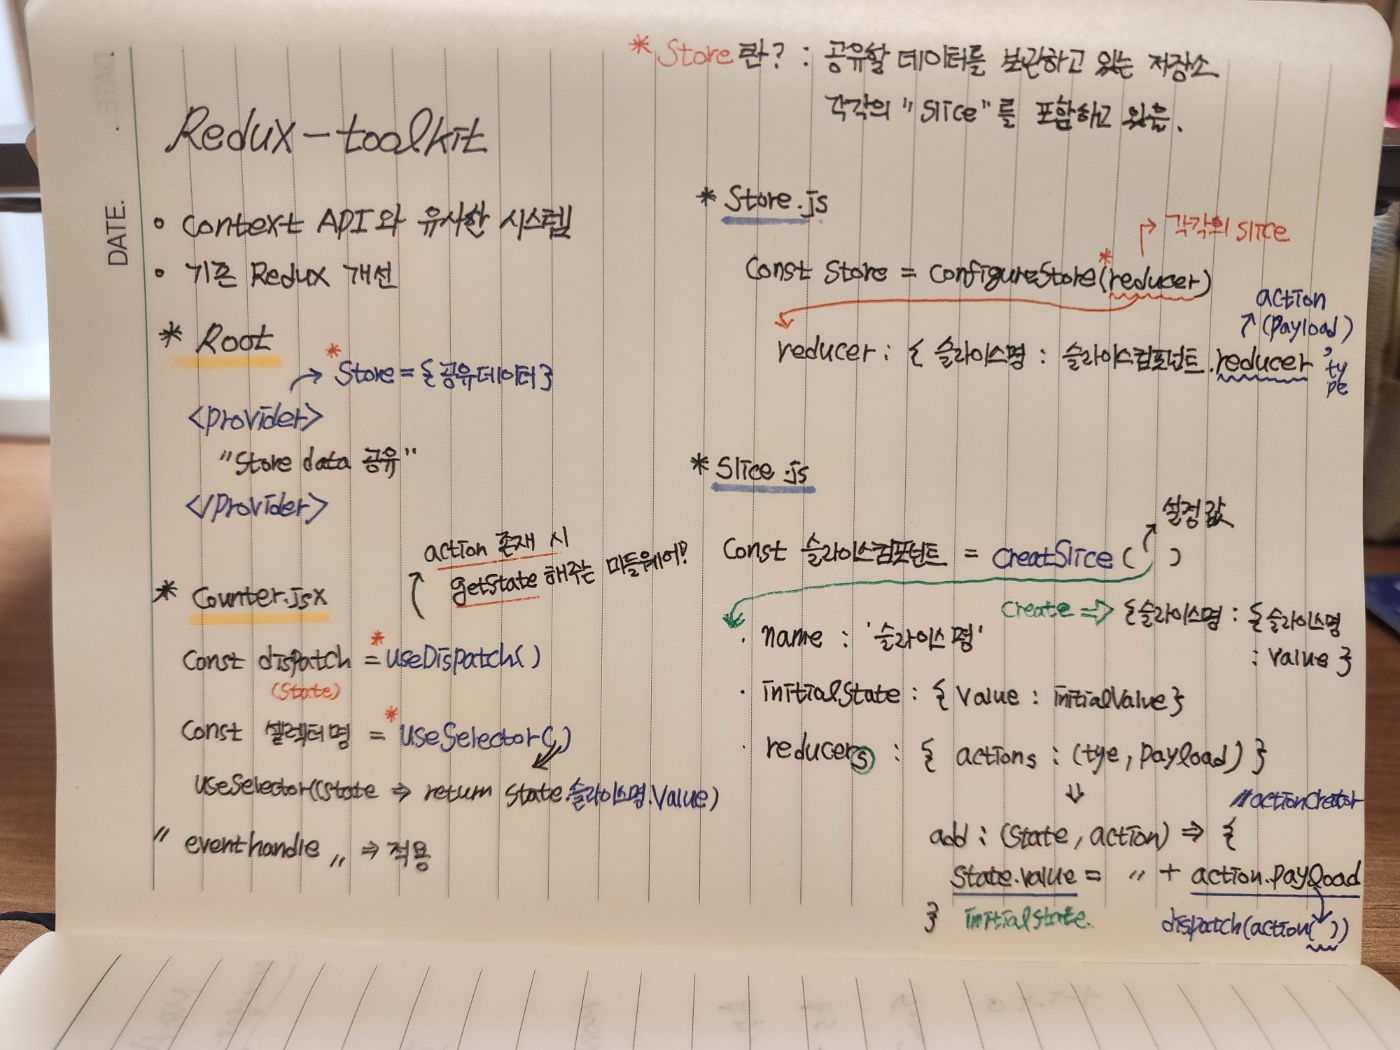 DATE.
Redux-toolkit
• Context API와 유사한 시스템
• 기존 Redux 개선
* Root
* Store = {공유데이터}
<provider>
"Store data 공유"
</provider>
action 존재 시
getState 해주는 미들웨어?
* Counter.jsx
const dispatch = *useDispatch()
(State)
const 셀렉터명 = *useSelector( )
useSelector((state => return state.슬라이스명.value)
" eventhandle " => 적용
* Store란? : 공유할 데이터를 보관하고 있는 저장소
각각의 "Slice"를 포함하고 있음.
* Store.js
각각의 slice
const store = configureStore(*reducer)
action
(payload)
, type
reducer : { 슬라이스명 : 슬라이스컴포넌트.reducer
* Slice.js
설정 값
const 슬라이스컴포넌트 = creatSlice( )
create => {슬라이스명 : {슬라이스명
: value }
· name : '슬라이스 명'
· initialState : { value : initialValue }
· reducers : { actions : (tye, payload) }
//actionCreator
add : (state, action) => {
State.value = " + action.payload
} initialState.
dispatch(action( ))